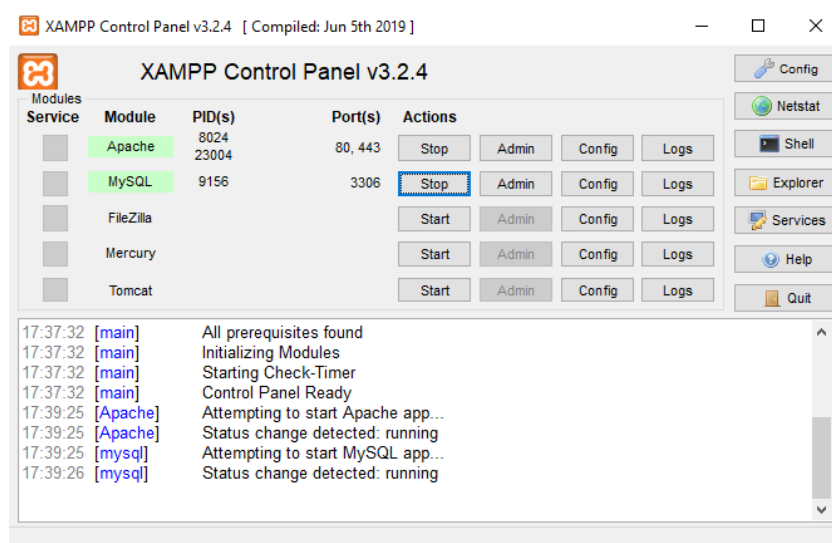 XAMPP Control Panel v3.2.4 [ Compiled: Jun 5th 2019 ]
XAMPP Control Panel v3.2.4
Config
Modules
Service Module PID(s) Port(s) Actions
Netstat
Apache 8024 23004 80, 443 Stop Admin Config Logs
Shell
MySQL 9156 3306 Stop Admin Config Logs
Explorer
FileZilla Start Admin Config Logs
Services
Mercury Start Admin Config Logs
Help
Tomcat Start Admin Config Logs
Quit
17:37:32 [main] All prerequisites found
17:37:32 [main] Initializing Modules
17:37:32 [main] Starting Check-Timer
17:37:32 [main] Control Panel Ready
17:39:25 [Apache] Attempting to start Apache app...
17:39:25 [Apache] Status change detected: running
17:39:25 [mysql] Attempting to start MySQL app...
17:39:26 [mysql] Status change detected: running